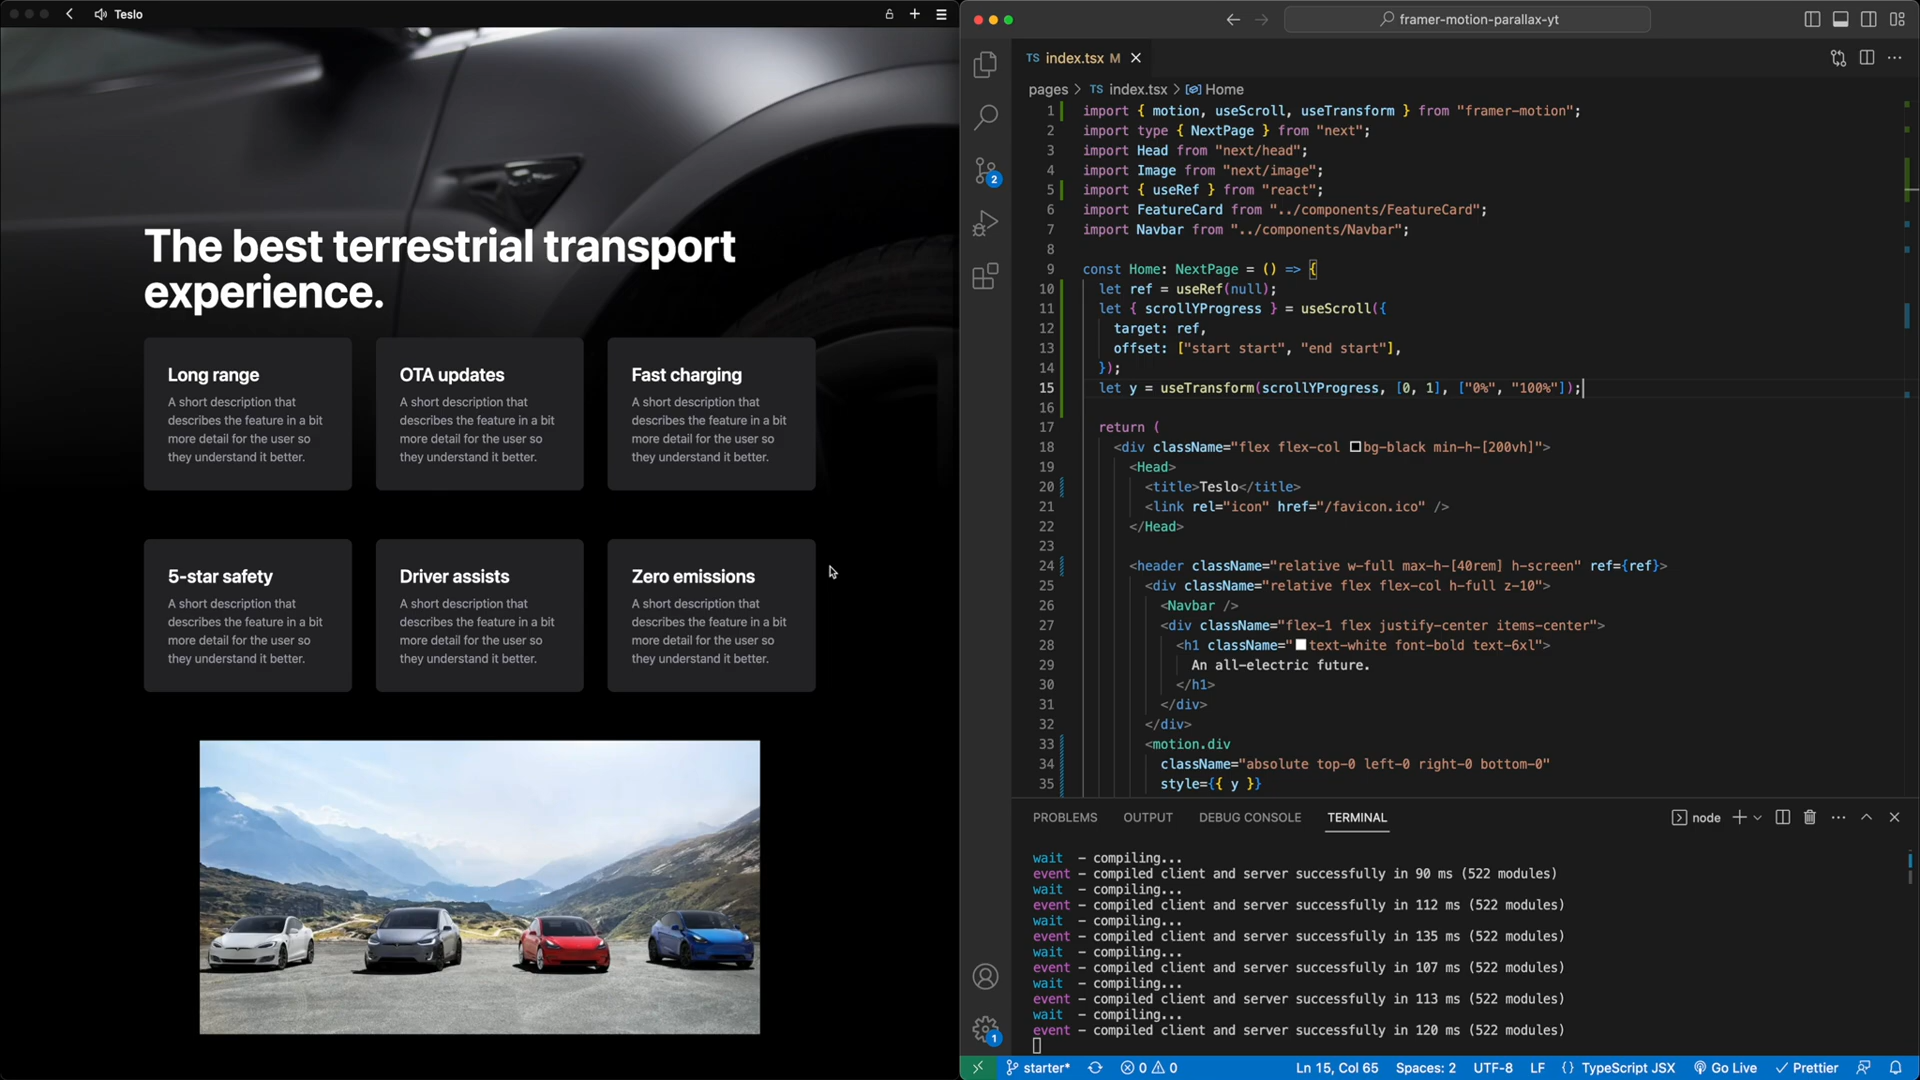 Teslo
The best terrestrial transport
experience.
Long range
A short description that
describes the feature in a bit
more detail for the user so
they understand it better.
OTA updates
A short description that
describes the feature in a bit
more detail for the user so
they understand it better.
Fast charging
A short description that
describes the feature in a bit
more detail for the user so
they understand it better.
5-star safety
A short description that
describes the feature in a bit
more detail for the user so
they understand it better.
Driver assists
A short description that
describes the feature in a bit
more detail for the user so
they understand it better.
Zero emissions
A short description that
describes the feature in a bit
more detail for the user so
they understand it better.
framer-motion-parallax-yt
TS index.tsx M
pages > TS index.tsx > Home
1 import { motion, useScroll, useTransform } from "framer-motion";
2 import type { NextPage } from "next";
3 import Head from "next/head";
4 import Image from "next/image";
5 import { useRef } from "react";
6 import FeatureCard from "../components/FeatureCard";
7 import Navbar from "../components/Navbar";
8
9 const Home: NextPage = () => {
10 let ref = useRef(null);
11 let { scrollYProgress } = useScroll({
12 target: ref,
13 offset: ["start start", "end start"],
14 });
15 let y = useTransform(scrollYProgress, [0, 1], ["0%", "100%"]);
16
17 return (
18 <div className="flex flex-col bg-black min-h-[200vh]">
19 <Head>
20 <title>Teslo</title>
21 <link rel="icon" href="/favicon.ico" />
22 </Head>
23
24 <header className="relative w-full max-h-[40rem] h-screen" ref={ref}>
25 <div className="relative flex flex-col h-full z-10">
26 <Navbar />
27 <div className="flex-1 flex justify-center items-center">
28 <h1 className="text-white font-bold text-6xl">
29 An all-electric future.
30 </h1>
31 </div>
32 </div>
33 <motion.div
34 className="absolute top-0 left-0 right-0 bottom-0"
35 style={{ y }}
2
1
PROBLEMS OUTPUT DEBUG CONSOLE TERMINAL node
wait - compiling...
event - compiled client and server successfully in 90 ms (522 modules)
wait - compiling...
event - compiled client and server successfully in 112 ms (522 modules)
wait - compiling...
event - compiled client and server successfully in 135 ms (522 modules)
wait - compiling...
event - compiled client and server successfully in 107 ms (522 modules)
wait - compiling...
event - compiled client and server successfully in 113 ms (522 modules)
wait - compiling...
event - compiled client and server successfully in 120 ms (522 modules)
starter* 0 0 Ln 15, Col 65 Spaces: 2 UTF-8 LF {} TypeScript JSX Go Live Prettier